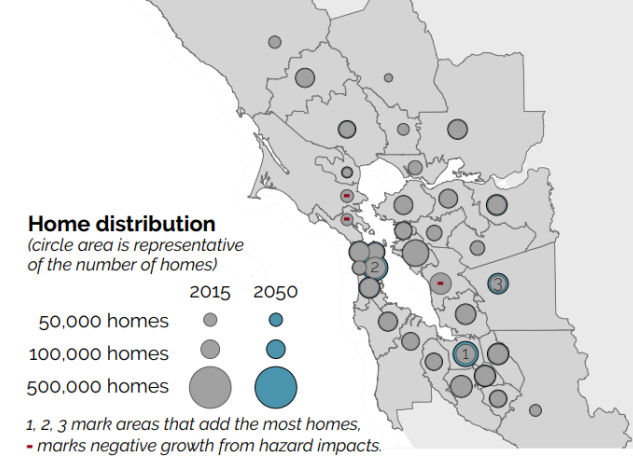 Home distribution
(circle area is representative
of the number of homes)
2015 2050
50,000 homes
100,000 homes
500,000 homes
1, 2, 3 mark areas that add the most homes,
- marks negative growth from hazard impacts.
2
3
1